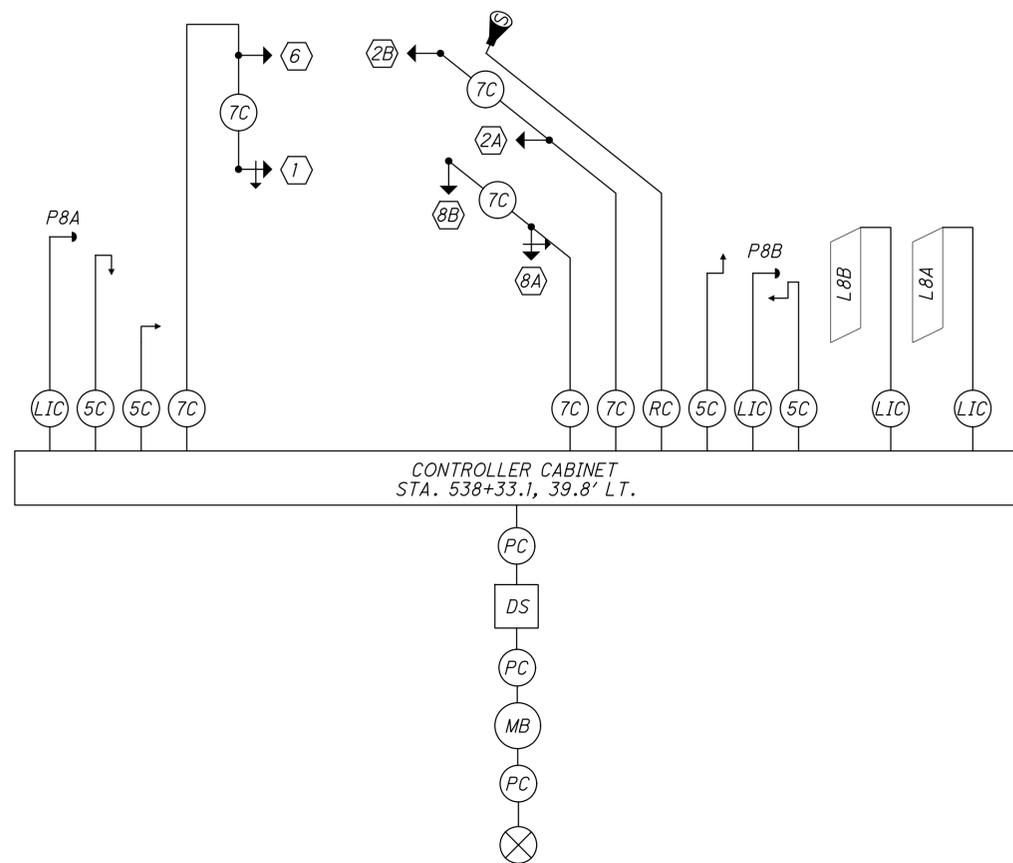 S
6
2B
7C
7C
2A
1
7C
8B
P8A
P8B
8A
L8B
L8A
LIC
5C
5C
7C
7C
7C
RC
5C
LIC
5C
LIC
LIC
CONTROLLER CABINET
STA. 538+33.1, 39.8' LT.
PC
DS
PC
MB
PC